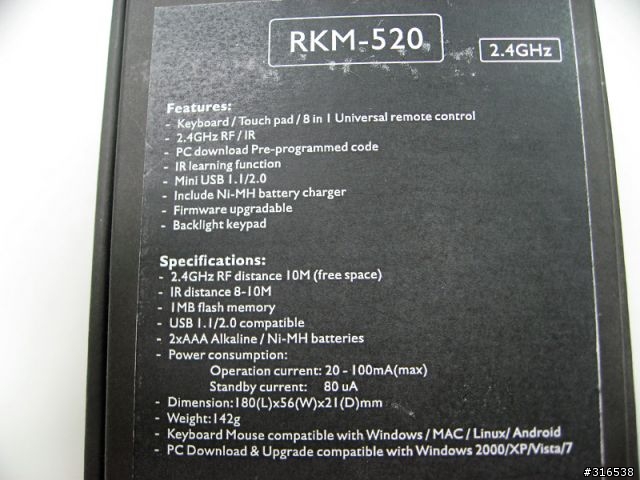 RKM-520
2.4GHz
Features:
- Keyboard / Touch pad / 8 in 1 Universal remote control
- 2.4GHz RF / IR
- PC download Pre-programmed code
- IR learning function
- Mini USB 1.1/2.0
- Include Ni-MH battery charger
- Firmware upgradable
- Backlight keypad
Specifications:
- 2.4GHz RF distance 10M (free space)
- IR distance 8-10M
- 1MB flash memory
- USB 1.1/2.0 compatible
- 2xAAA Alkaline / Ni-MH batteries
- Power consumption:
Operation current: 20 - 100mA(max)
Standby current: 80 uA
- Dimension:180(L)x56(W)x21(D)mm
- Weight:142g
- Keyboard Mouse compatible with Windows / MAC / Linux/ Android
- PC Download & Upgrade compatible with Windows 2000/XP/Vista/7
#316538